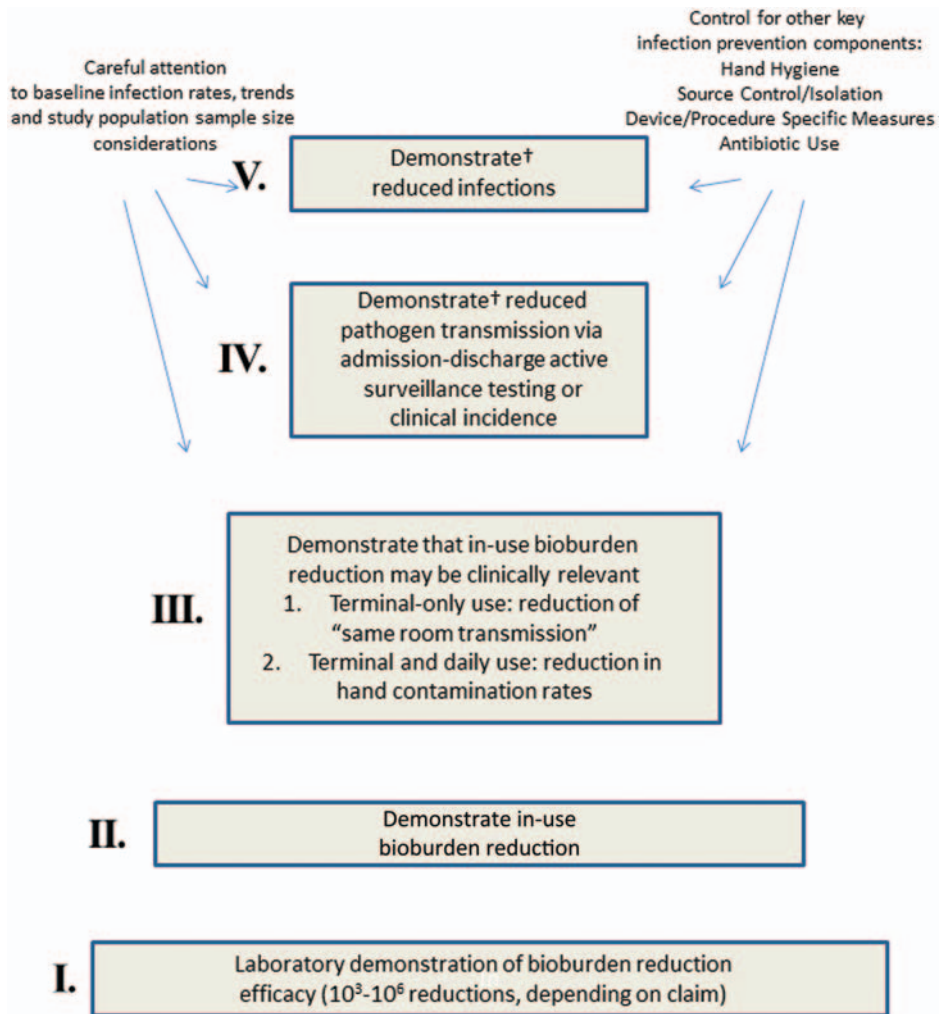 Careful attention
to baseline infection rates, trends
and study population sample size
considerations
Control for other key
infection prevention components:
Hand Hygiene
Source Control/Isolation
Device/Procedure Specific Measures
Antibiotic Use
V.
Demonstrate†
reduced infections
IV.
Demonstrate† reduced
pathogen transmission via
admission-discharge active
surveillance testing or
clinical incidence
III.
Demonstrate that in-use bioburden
reduction may be clinically relevant
1. Terminal-only use: reduction of
“same room transmission”
2. Terminal and daily use: reduction in
hand contamination rates
II.
Demonstrate in-use
bioburden reduction
I.
Laboratory demonstration of bioburden reduction
efficacy (10³-10⁶ reductions, depending on claim)